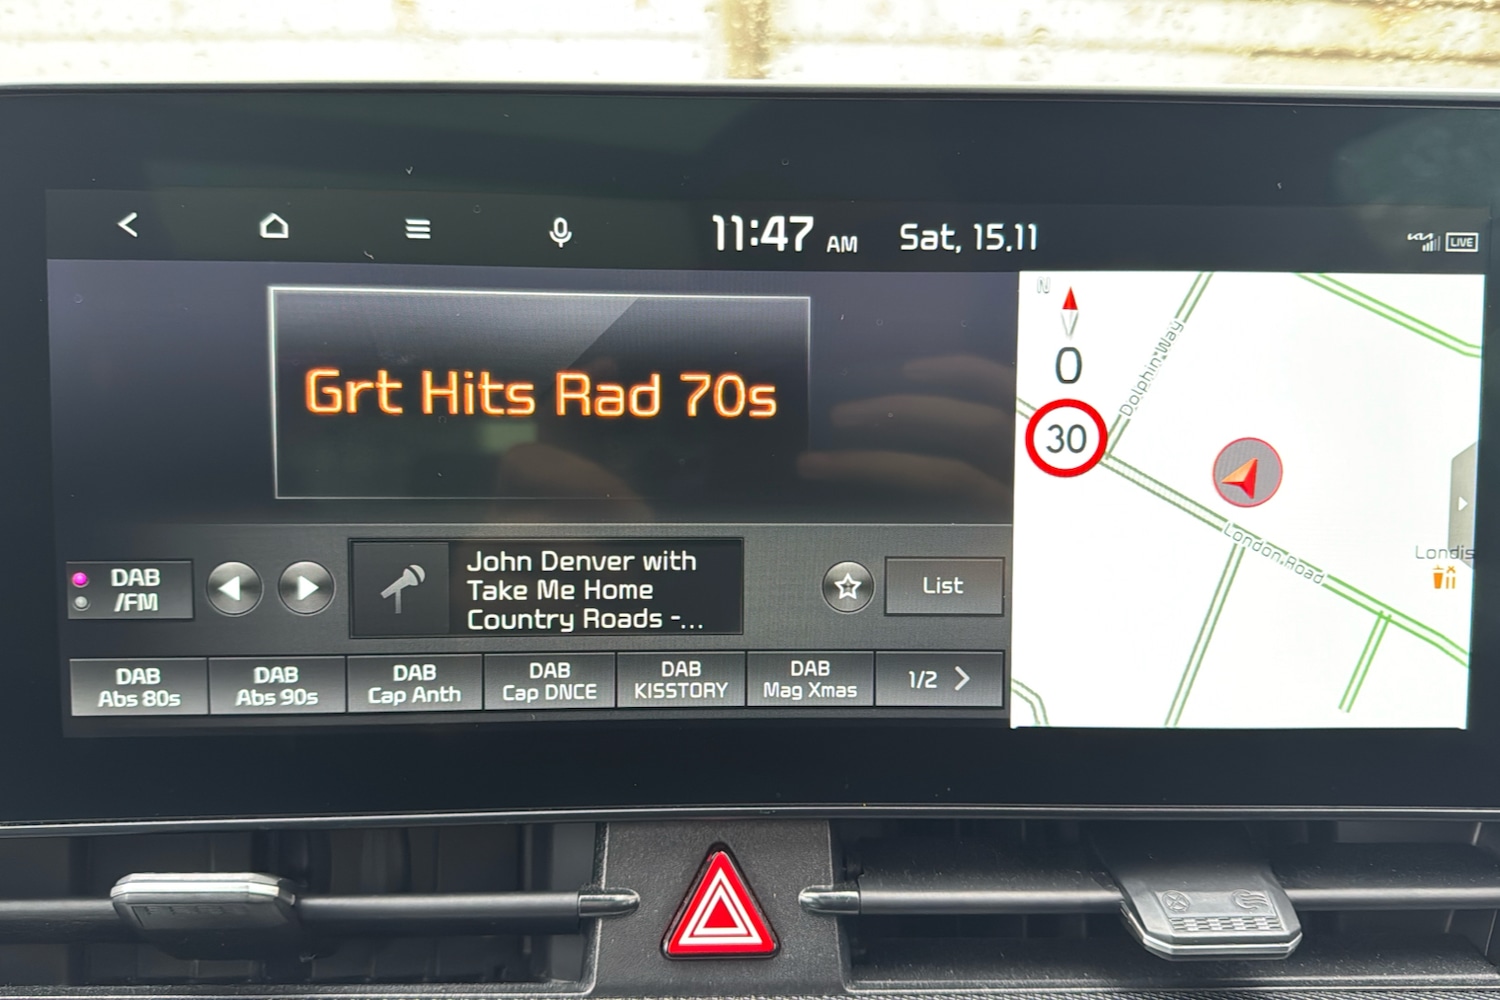 11:47 AM Sat, 15.11
KIA LIVE
Grt Hits Rad 70s
DAB
/FM
John Denver with
Take Me Home
Country Roads -...
List
DAB
Abs 80s
DAB
Abs 90s
DAB
Cap Anth
DAB
Cap DNCE
DAB
KISSTORY
DAB
Mag Xmas
1/2
N
0
30
Dolphin Way
London Road
Londis